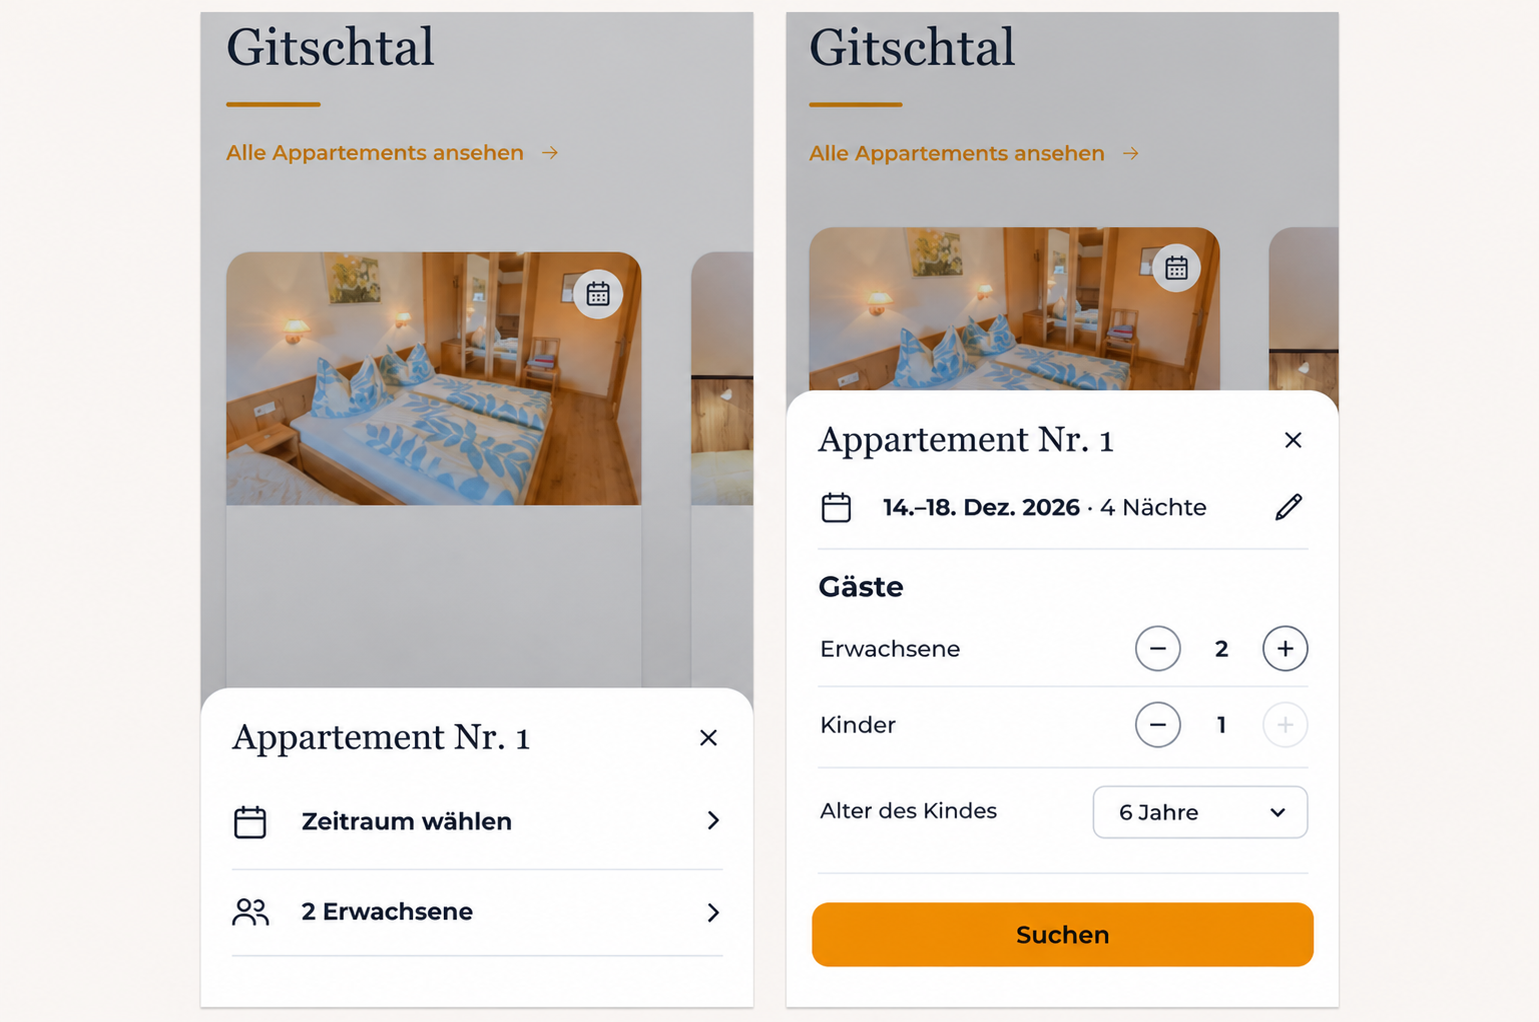 Gitschtal
Alle Appartements ansehen →
Appartement Nr. 1
Zeitraum wählen
2 Erwachsene
Gitschtal
Alle Appartements ansehen →
Appartement Nr. 1
14.–18. Dez. 2026 · 4 Nächte
Gäste
Erwachsene − 2 +
Kinder − 1 +
Alter des Kindes 6 Jahre
Suchen